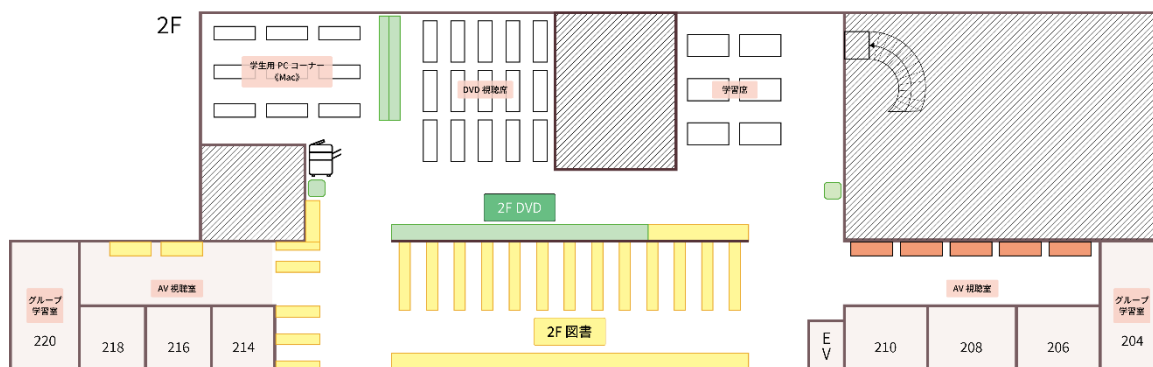 2F
学生用 PC コーナー
《Mac》
DVD 視聴席
学習席
2F DVD
AV 視聴室
グループ
学習室
220
218
216
214
2F 図書
E
V
AV 視聴室
210
208
206
グループ
学習室
204